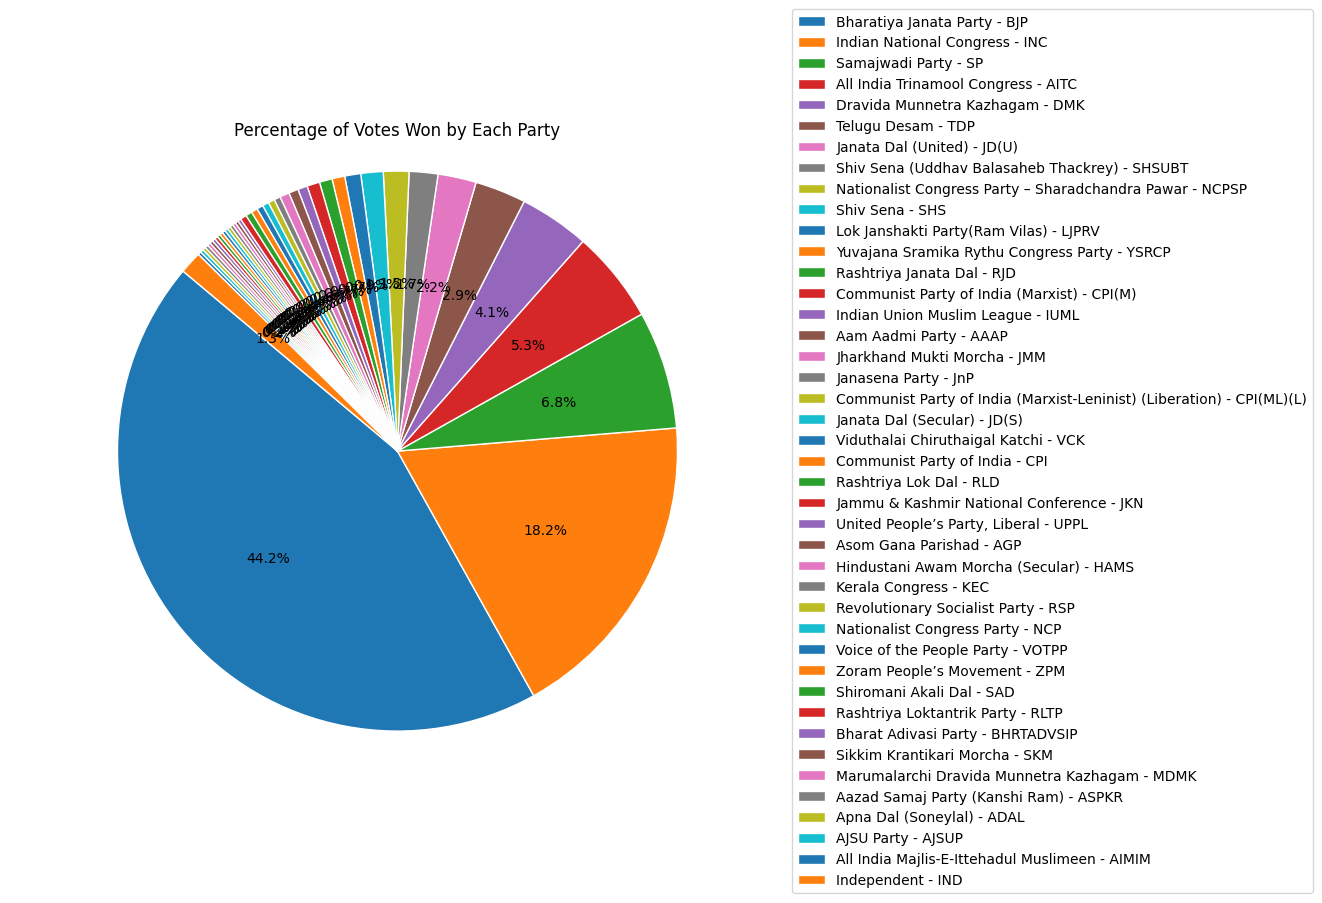 Percentage of Votes Won by Each Party
44.2%
18.2%
6.8%
5.3%
4.1%
2.9%
2.2%
1.3%
Bharatiya Janata Party - BJP
Indian National Congress - INC
Samajwadi Party - SP
All India Trinamool Congress - AITC
Dravida Munnetra Kazhagam - DMK
Telugu Desam - TDP
Janata Dal (United) - JD(U)
Shiv Sena (Uddhav Balasaheb Thackrey) - SHSUBT
Nationalist Congress Party – Sharadchandra Pawar - NCPSP
Shiv Sena - SHS
Lok Janshakti Party(Ram Vilas) - LJPRV
Yuvajana Sramika Rythu Congress Party - YSRCP
Rashtriya Janata Dal - RJD
Communist Party of India (Marxist) - CPI(M)
Indian Union Muslim League - IUML
Aam Aadmi Party - AAAP
Jharkhand Mukti Morcha - JMM
Janasena Party - JnP
Communist Party of India (Marxist-Leninist) (Liberation) - CPI(ML)(L)
Janata Dal (Secular) - JD(S)
Viduthalai Chiruthaigal Katchi - VCK
Communist Party of India - CPI
Rashtriya Lok Dal - RLD
Jammu & Kashmir National Conference - JKN
United People’s Party, Liberal - UPPL
Asom Gana Parishad - AGP
Hindustani Awam Morcha (Secular) - HAMS
Kerala Congress - KEC
Revolutionary Socialist Party - RSP
Nationalist Congress Party - NCP
Voice of the People Party - VOTPP
Zoram People’s Movement - ZPM
Shiromani Akali Dal - SAD
Rashtriya Loktantrik Party - RLTP
Bharat Adivasi Party - BHRTADVSIP
Sikkim Krantikari Morcha - SKM
Marumalarchi Dravida Munnetra Kazhagam - MDMK
Aazad Samaj Party (Kanshi Ram) - ASPKR
Apna Dal (Soneylal) - ADAL
AJSU Party - AJSUP
All India Majlis-E-Ittehadul Muslimeen - AIMIM
Independent - IND